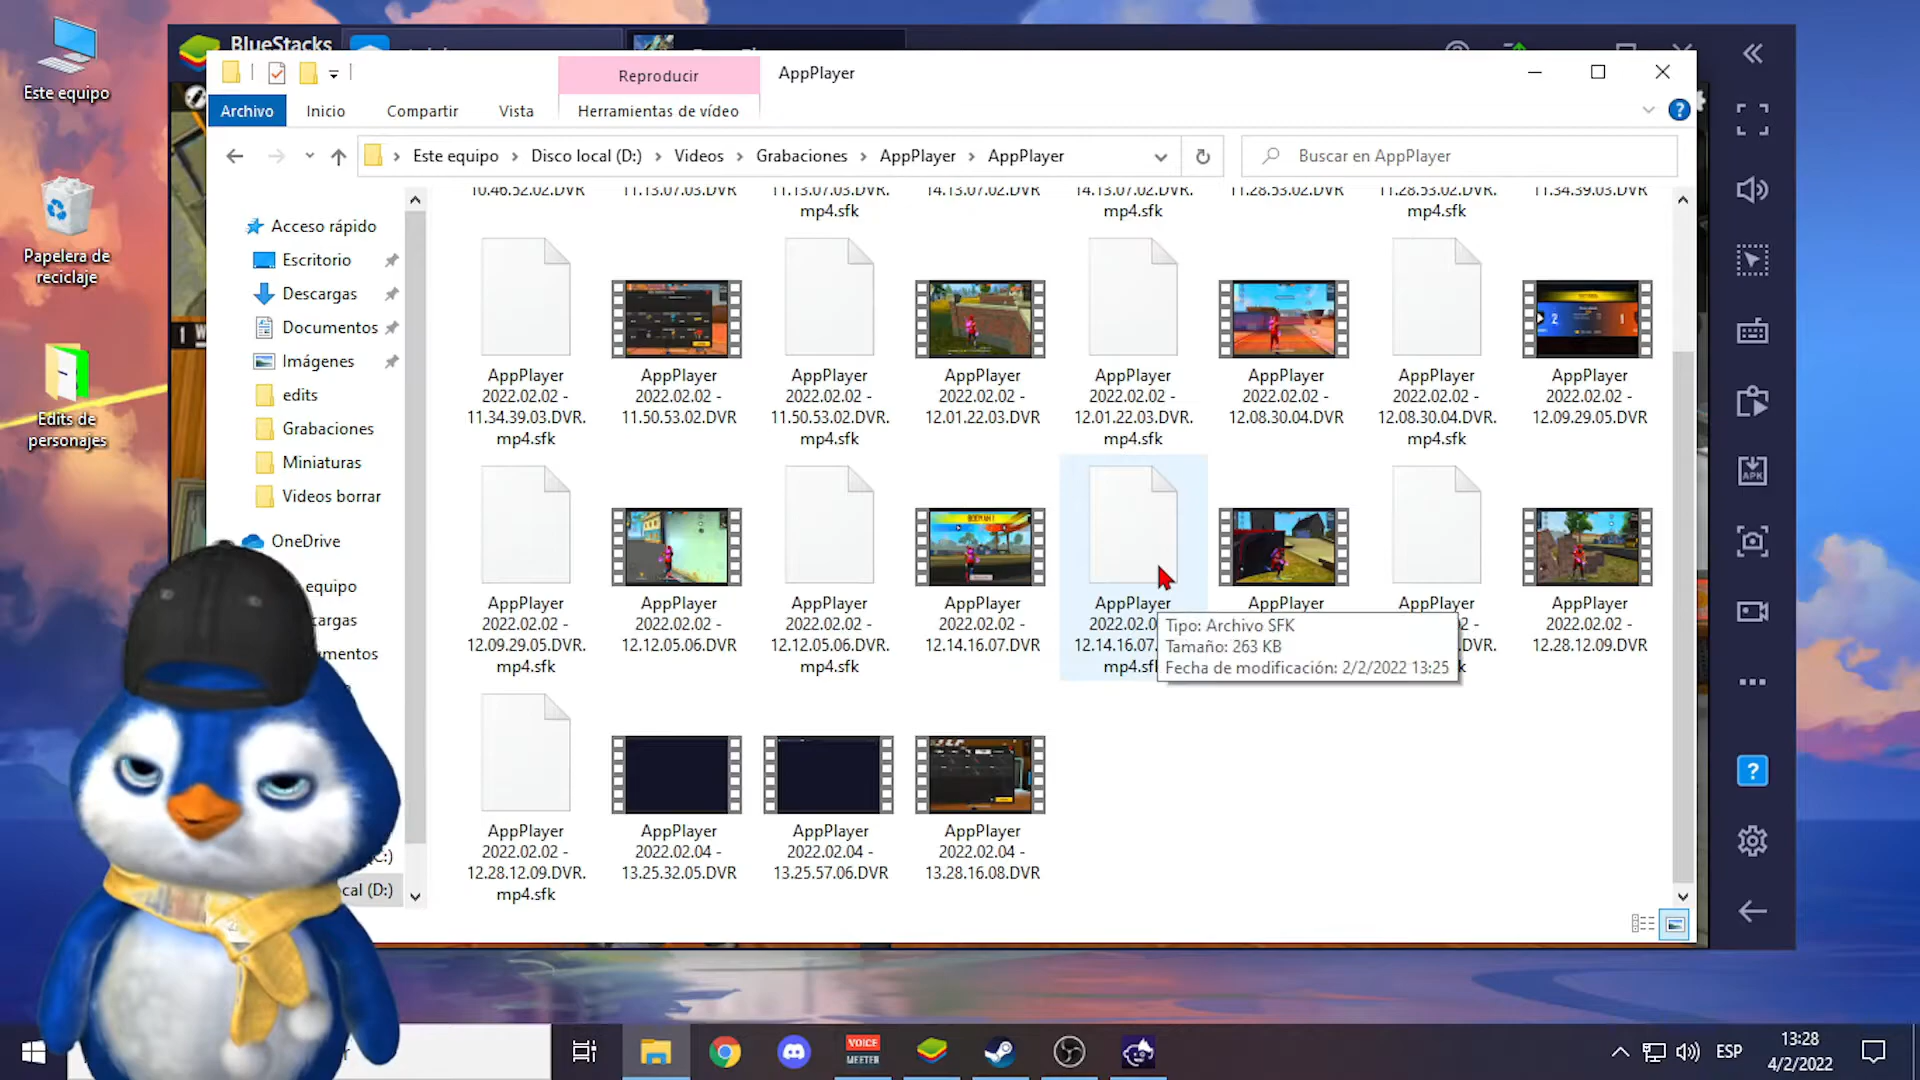 Este equipo
Papelera de
reciclaje
Edits de
personajes
BlueStacks
Reproducir
AppPlayer
Archivo
Inicio
Compartir
Vista
Herramientas de vídeo
Este equipo
Disco local (D:)
Videos
Grabaciones
AppPlayer
AppPlayer
Buscar en AppPlayer
Acceso rápido
Escritorio
Descargas
Documentos
Imágenes
edits
Grabaciones
Miniaturas
Videos borrar
OneDrive
equipo
cargas
umentos
C:)
cal (D:)
10.46.52.02.DVR
11.13.07.03.DVR
11.13.07.03.DVR.
mp4.sfk
14.13.07.02.DVR
14.13.07.02.DVR.
mp4.sfk
11.28.53.02.DVR
11.28.53.02.DVR.
mp4.sfk
11.34.39.03.DVR
AppPlayer
2022.02.02 -
11.34.39.03.DVR.
mp4.sfk
AppPlayer
2022.02.02 -
11.50.53.02.DVR
AppPlayer
2022.02.02 -
11.50.53.02.DVR.
mp4.sfk
AppPlayer
2022.02.02 -
12.01.22.03.DVR
AppPlayer
2022.02.02 -
12.01.22.03.DVR.
mp4.sfk
AppPlayer
2022.02.02 -
12.08.30.04.DVR
AppPlayer
2022.02.02 -
12.08.30.04.DVR.
mp4.sfk
AppPlayer
2022.02.02 -
12.09.29.05.DVR
AppPlayer
2022.02.02 -
12.09.29.05.DVR.
mp4.sfk
AppPlayer
2022.02.02 -
12.12.05.06.DVR
AppPlayer
2022.02.02 -
12.12.05.06.DVR.
mp4.sfk
BOOYAH!
AppPlayer
2022.02.02 -
12.14.16.07.DVR
AppPlayer
2022.02.0
12.14.16.07.
mp4.sf
Tipo: Archivo SFK
Tamaño: 263 KB
Fecha de modificación: 2/2/2022 13:25
AppPlayer
AppPlayer
2.02 -
.DVR.
AppPlayer
2022.02.02 -
12.28.12.09.DVR
AppPlayer
2022.02.02 -
12.28.12.09.DVR.
mp4.sfk
AppPlayer
2022.02.04 -
13.25.32.05.DVR
AppPlayer
2022.02.04 -
13.25.57.06.DVR
AppPlayer
2022.02.04 -
13.28.16.08.DVR
APK
VOICE
MEETER
ESP
13:28
4/2/2022